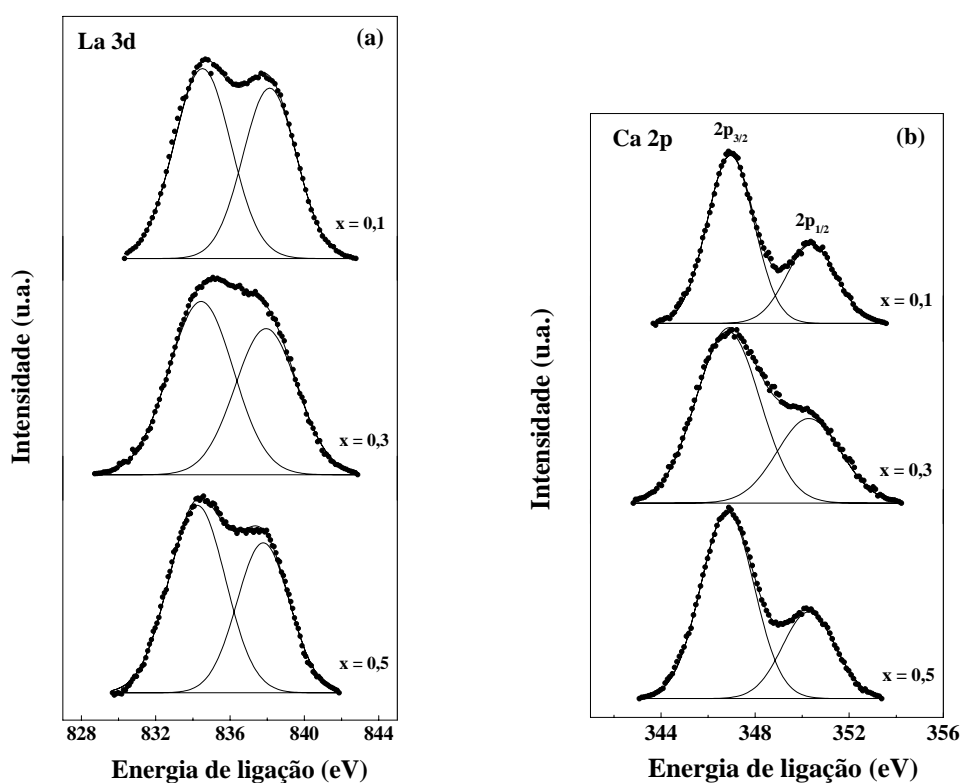 La 3d
(a)
x = 0,1
x = 0,3
x = 0,5
Intensidade (u.a.)
828 832 836 840 844
Energia de ligação (eV)
Ca 2p
(b)
2p3/2
2p1/2
x = 0,1
x = 0,3
x = 0,5
Intensidade (u.a.)
344 348 352 356
Energia de ligação (eV)